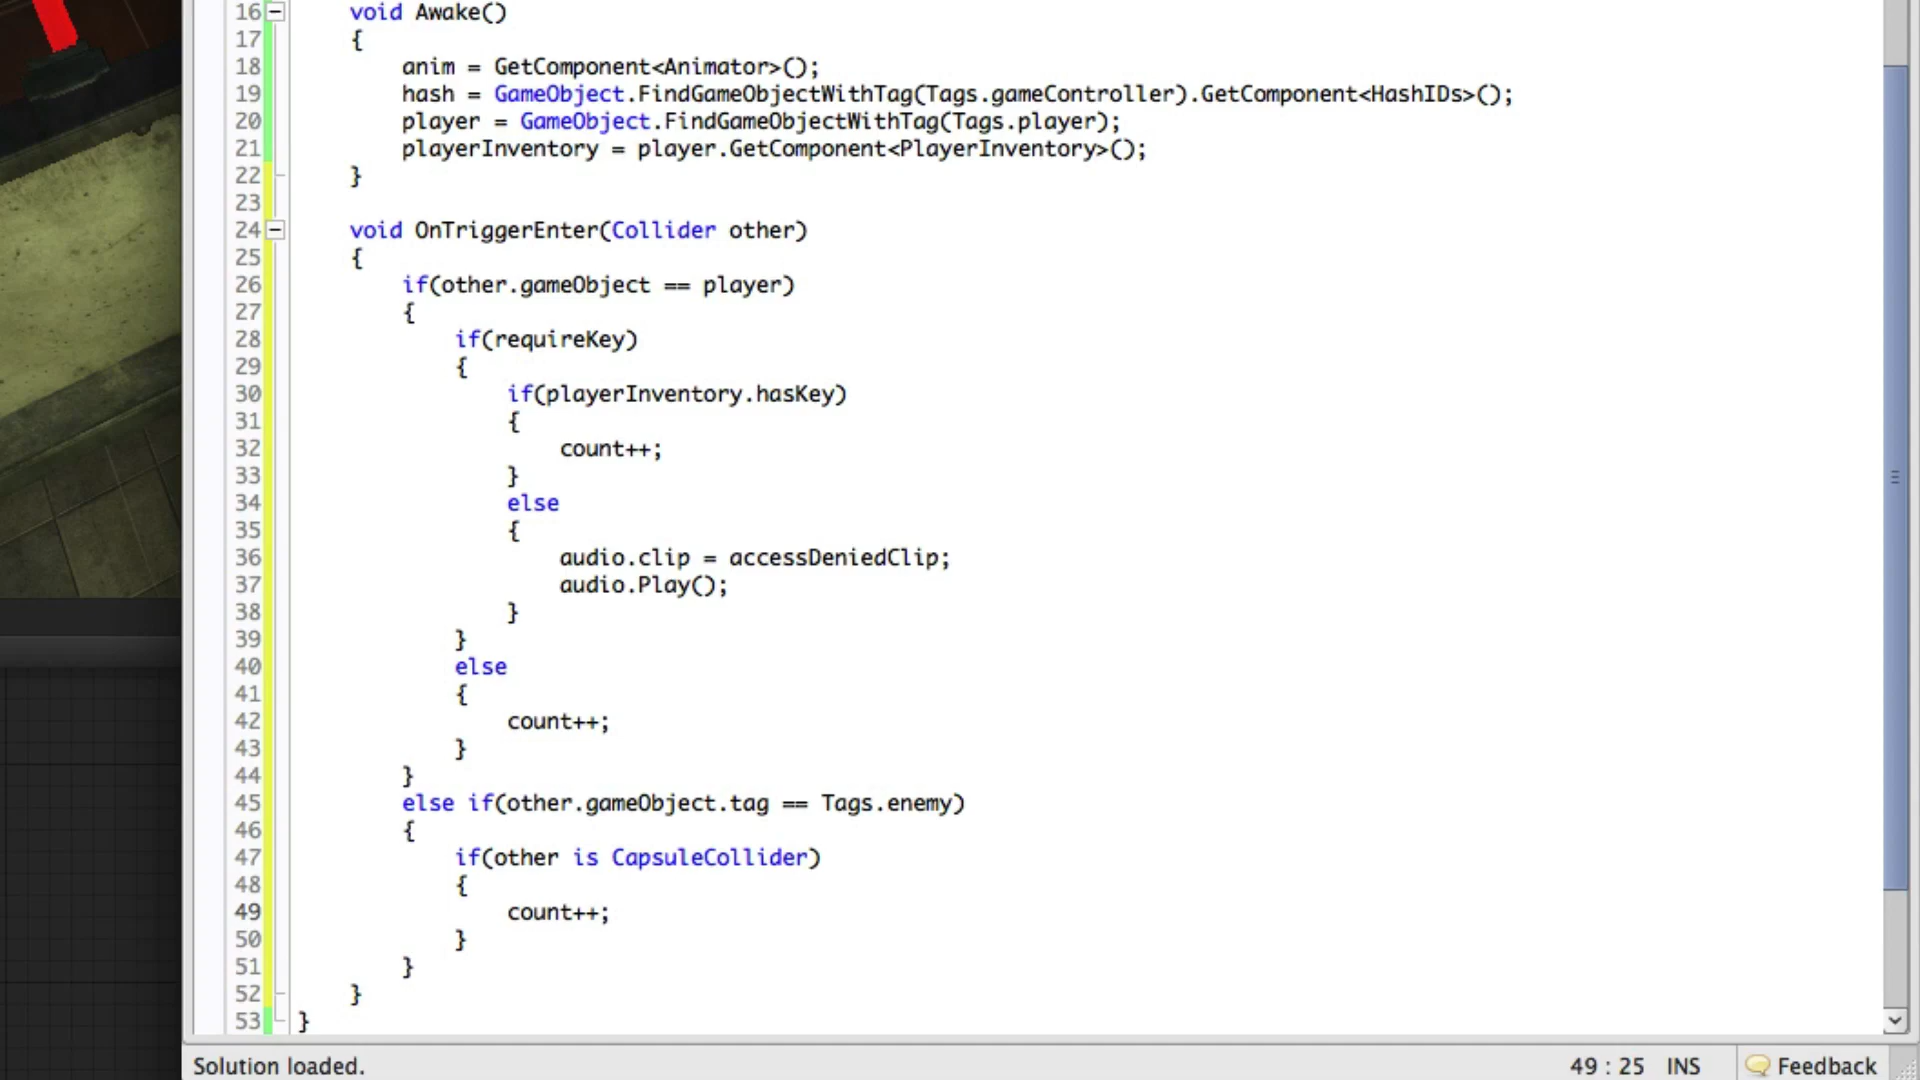 16 void Awake()
17 {
18 anim = GetComponent<Animator>();
19 hash = GameObject.FindGameObjectWithTag(Tags.gameController).GetComponent<HashIDs>();
20 player = GameObject.FindGameObjectWithTag(Tags.player);
21 playerInventory = player.GetComponent<PlayerInventory>();
22 }
23
24 void OnTriggerEnter(Collider other)
25 {
26 if(other.gameObject == player)
27 {
28 if(requireKey)
29 {
30 if(playerInventory.hasKey)
31 {
32 count++;
33 }
34 else
35 {
36 audio.clip = accessDeniedClip;
37 audio.Play();
38 }
39 }
40 else
41 {
42 count++;
43 }
44 }
45 else if(other.gameObject.tag == Tags.enemy)
46 {
47 if(other is CapsuleCollider)
48 {
49 count++;
50 }
51 }
52 }
53 }
Solution loaded. 49 : 25 INS Feedback